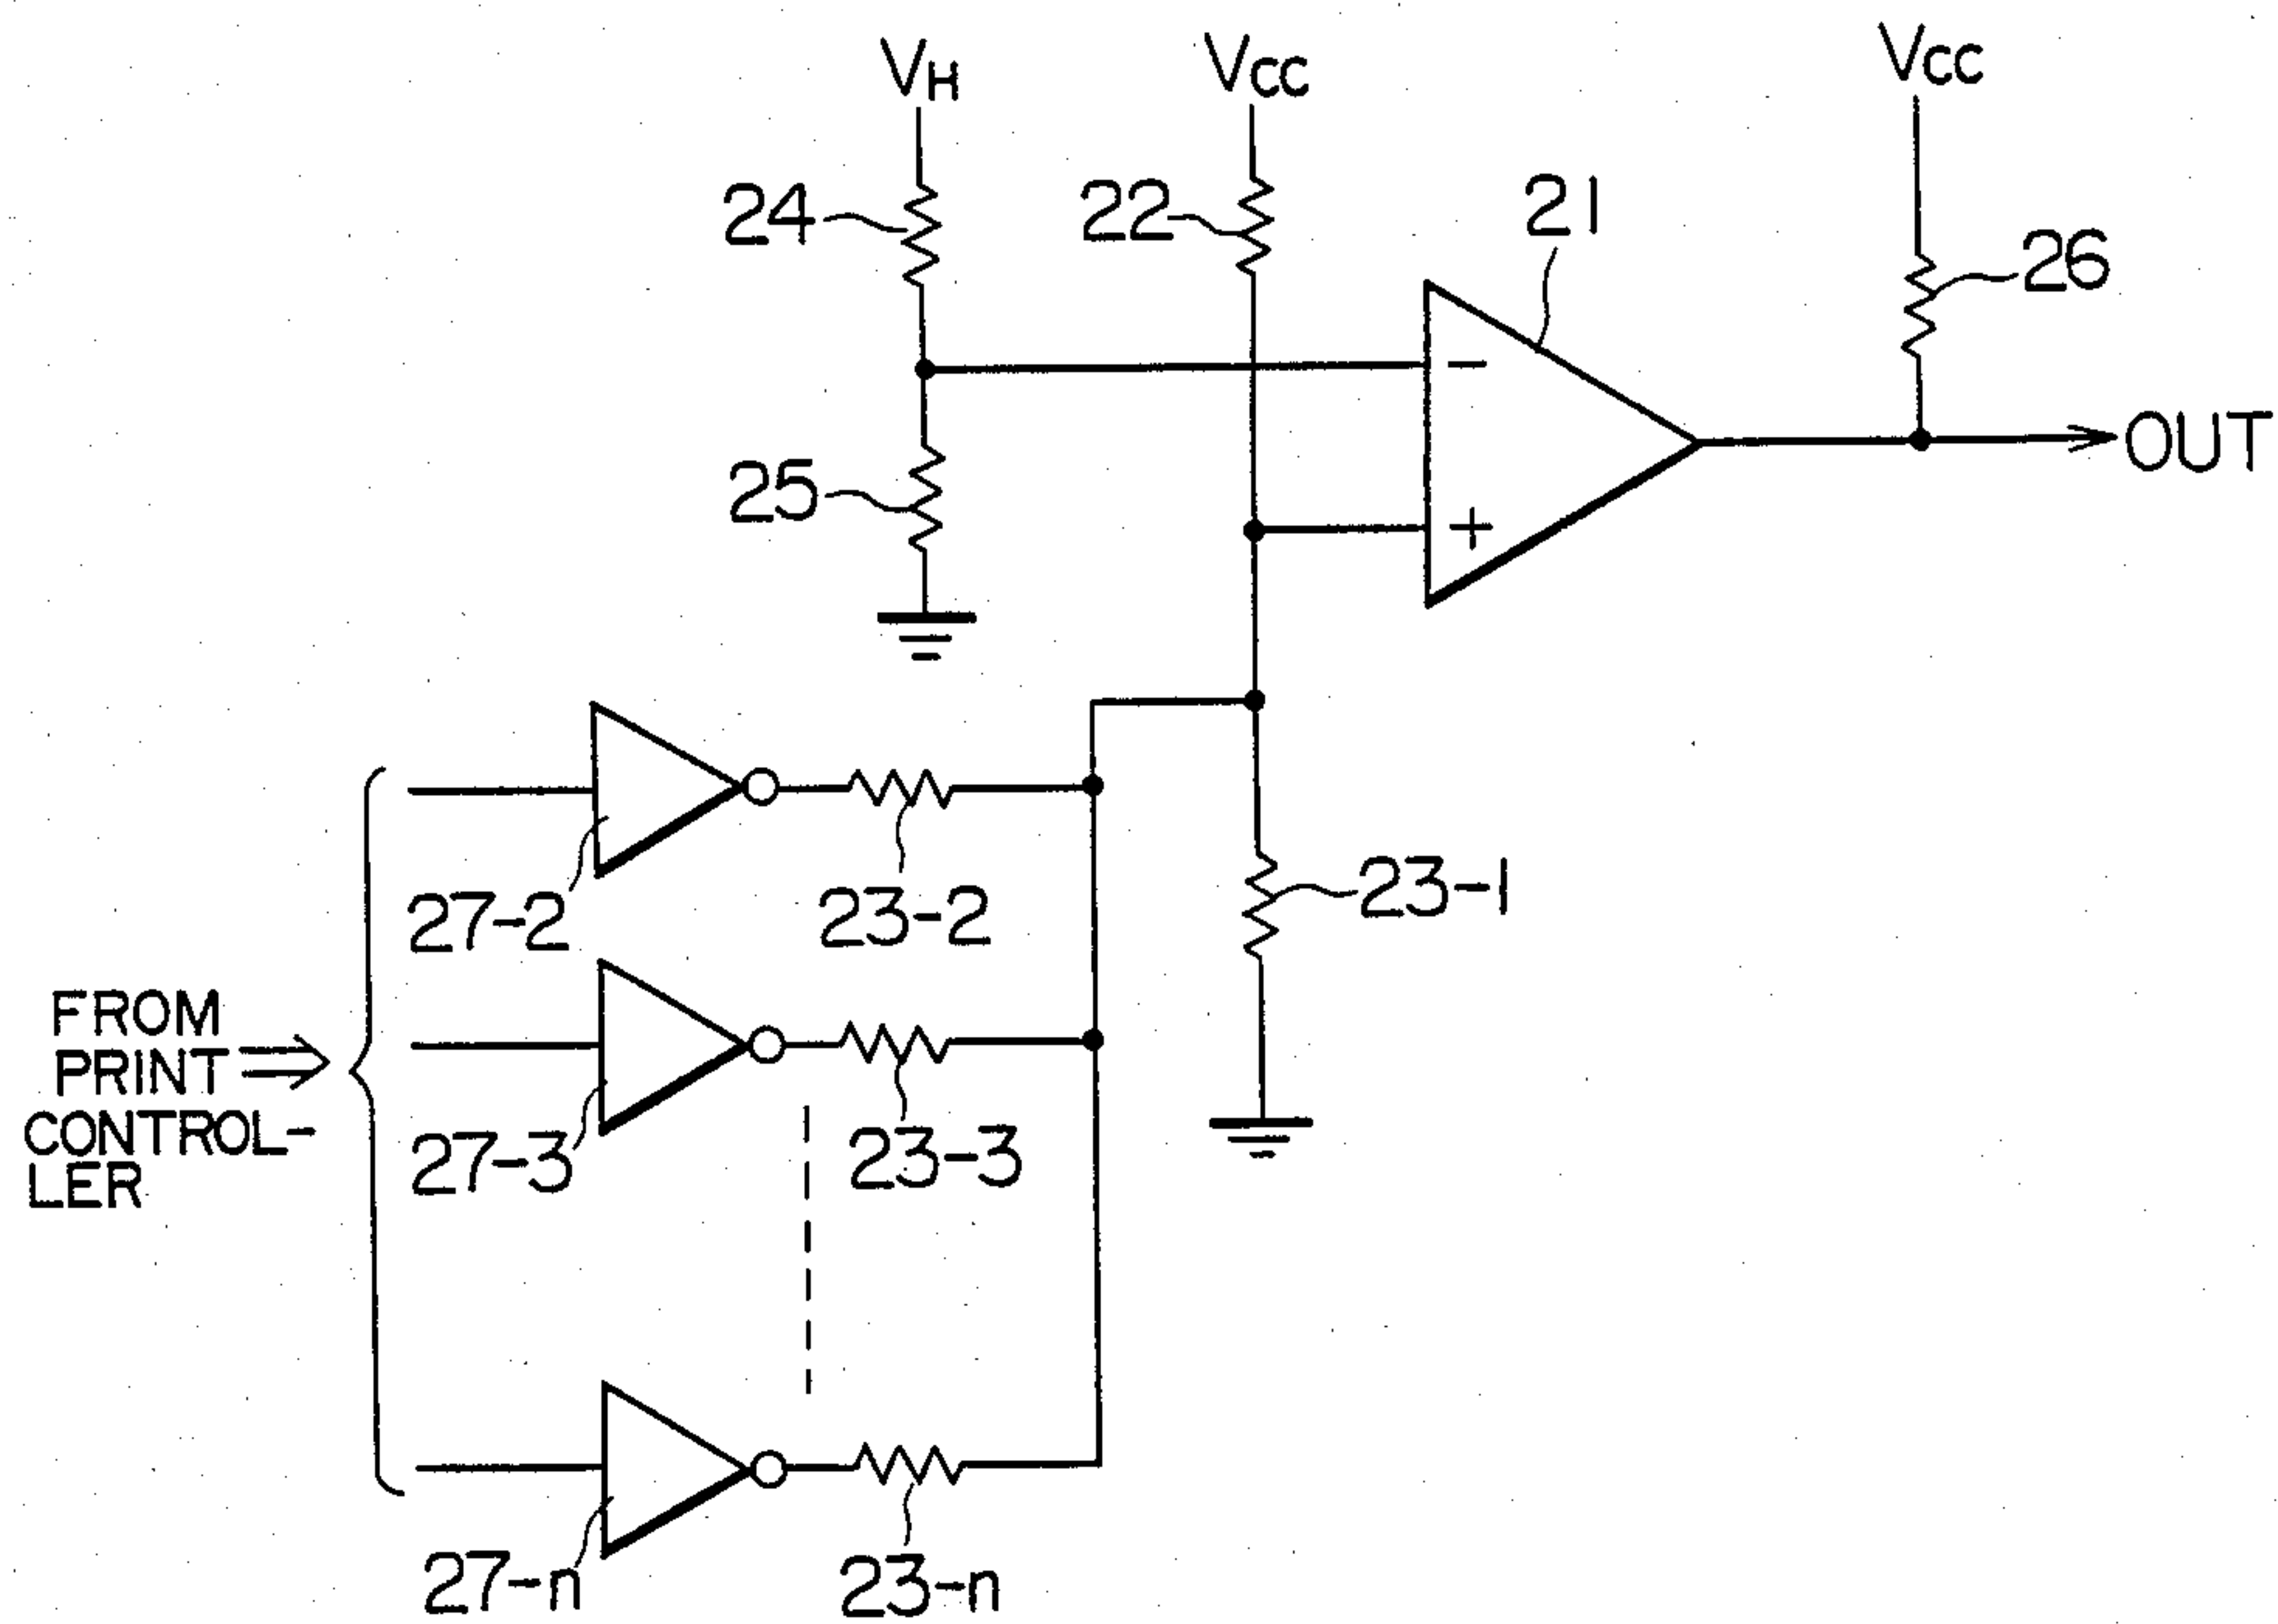 VH
VCC
VCC
24
22
21
26
−
OUT
25
+
27-2
23-2
23-1
FROM
PRINT
CONTROL-
LER
27-3
23-3
27-n
23-n